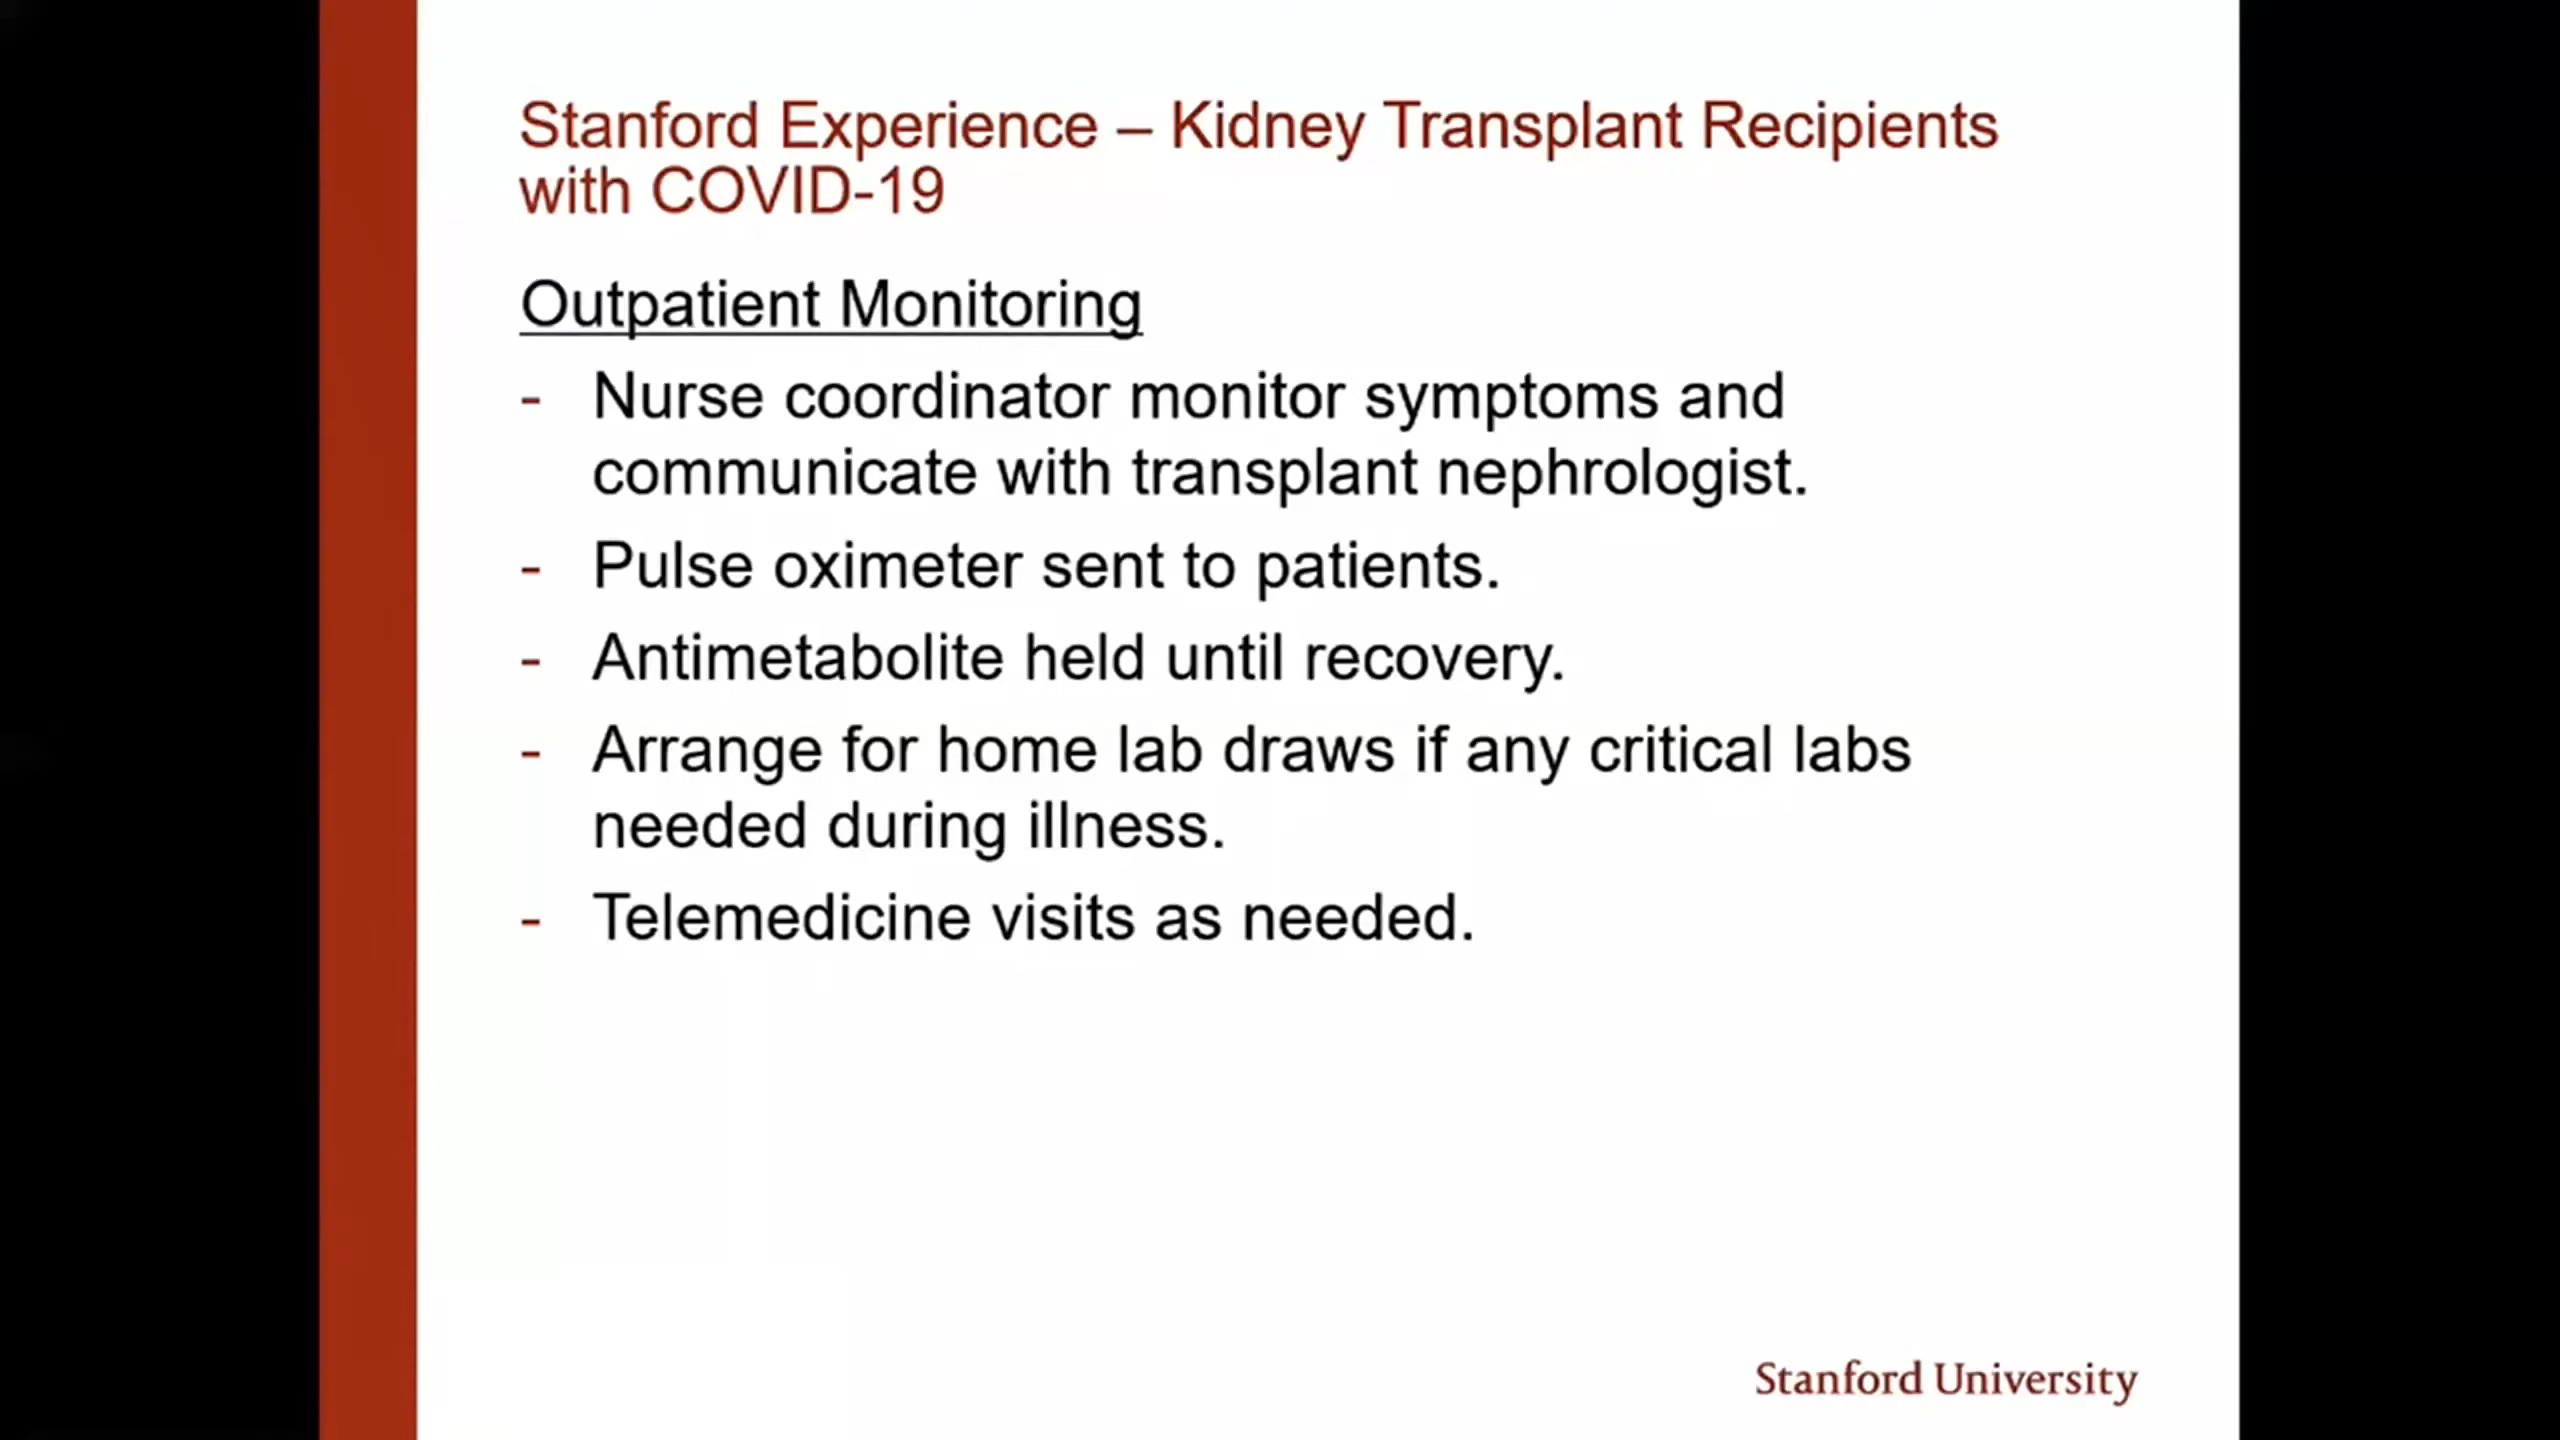 Stanford Experience – Kidney Transplant Recipients
with COVID-19
Outpatient Monitoring
- Nurse coordinator monitor symptoms and
communicate with transplant nephrologist.
- Pulse oximeter sent to patients.
- Antimetabolite held until recovery.
- Arrange for home lab draws if any critical labs
needed during illness.
- Telemedicine visits as needed.
Stanford University